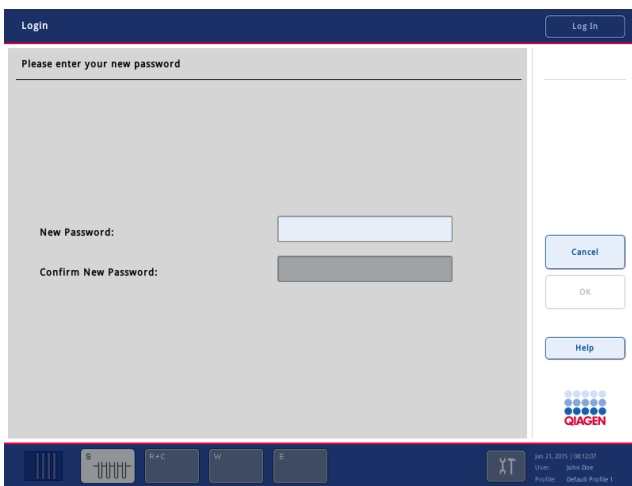 Login
Log In
Please enter your new password
New Password:
Confirm New Password:
Cancel
OK
Help
QIAGEN
S
R+C
W
E
Jan 21, 2015 | 08:12:07
User: John Doe
Profile: Default Profile 1